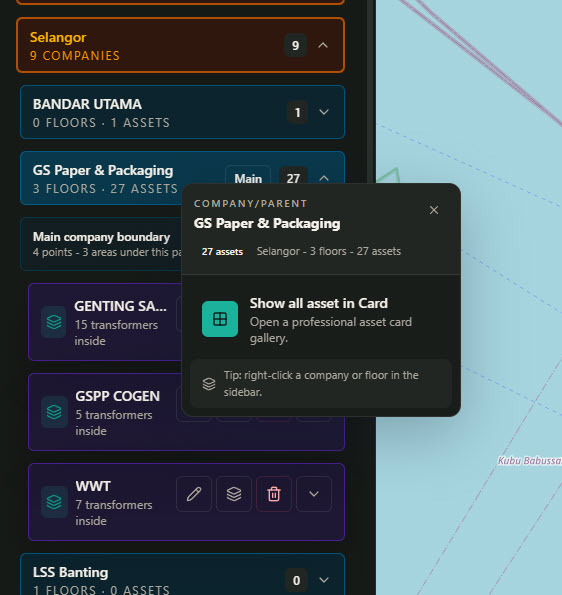 Selangor
9 COMPANIES
9
BANDAR UTAMA
0 FLOORS · 1 ASSETS
1
GS Paper & Packaging
3 FLOORS · 27 ASSETS
Main
27
COMPANY/PARENT
GS Paper & Packaging
27 assets
Selangor - 3 floors - 27 assets
Show all asset in Card
Open a professional asset card
gallery.
Tip: right-click a company or floor in the
sidebar.
Main company boundary
4 points - 3 areas under this pa
GENTING SA...
15 transformers
inside
GSPP COGEN
5 transformers
inside
WWT
7 transformers
inside
LSS Banting
1 FLOORS · 0 ASSETS
0
Kubu Babussa